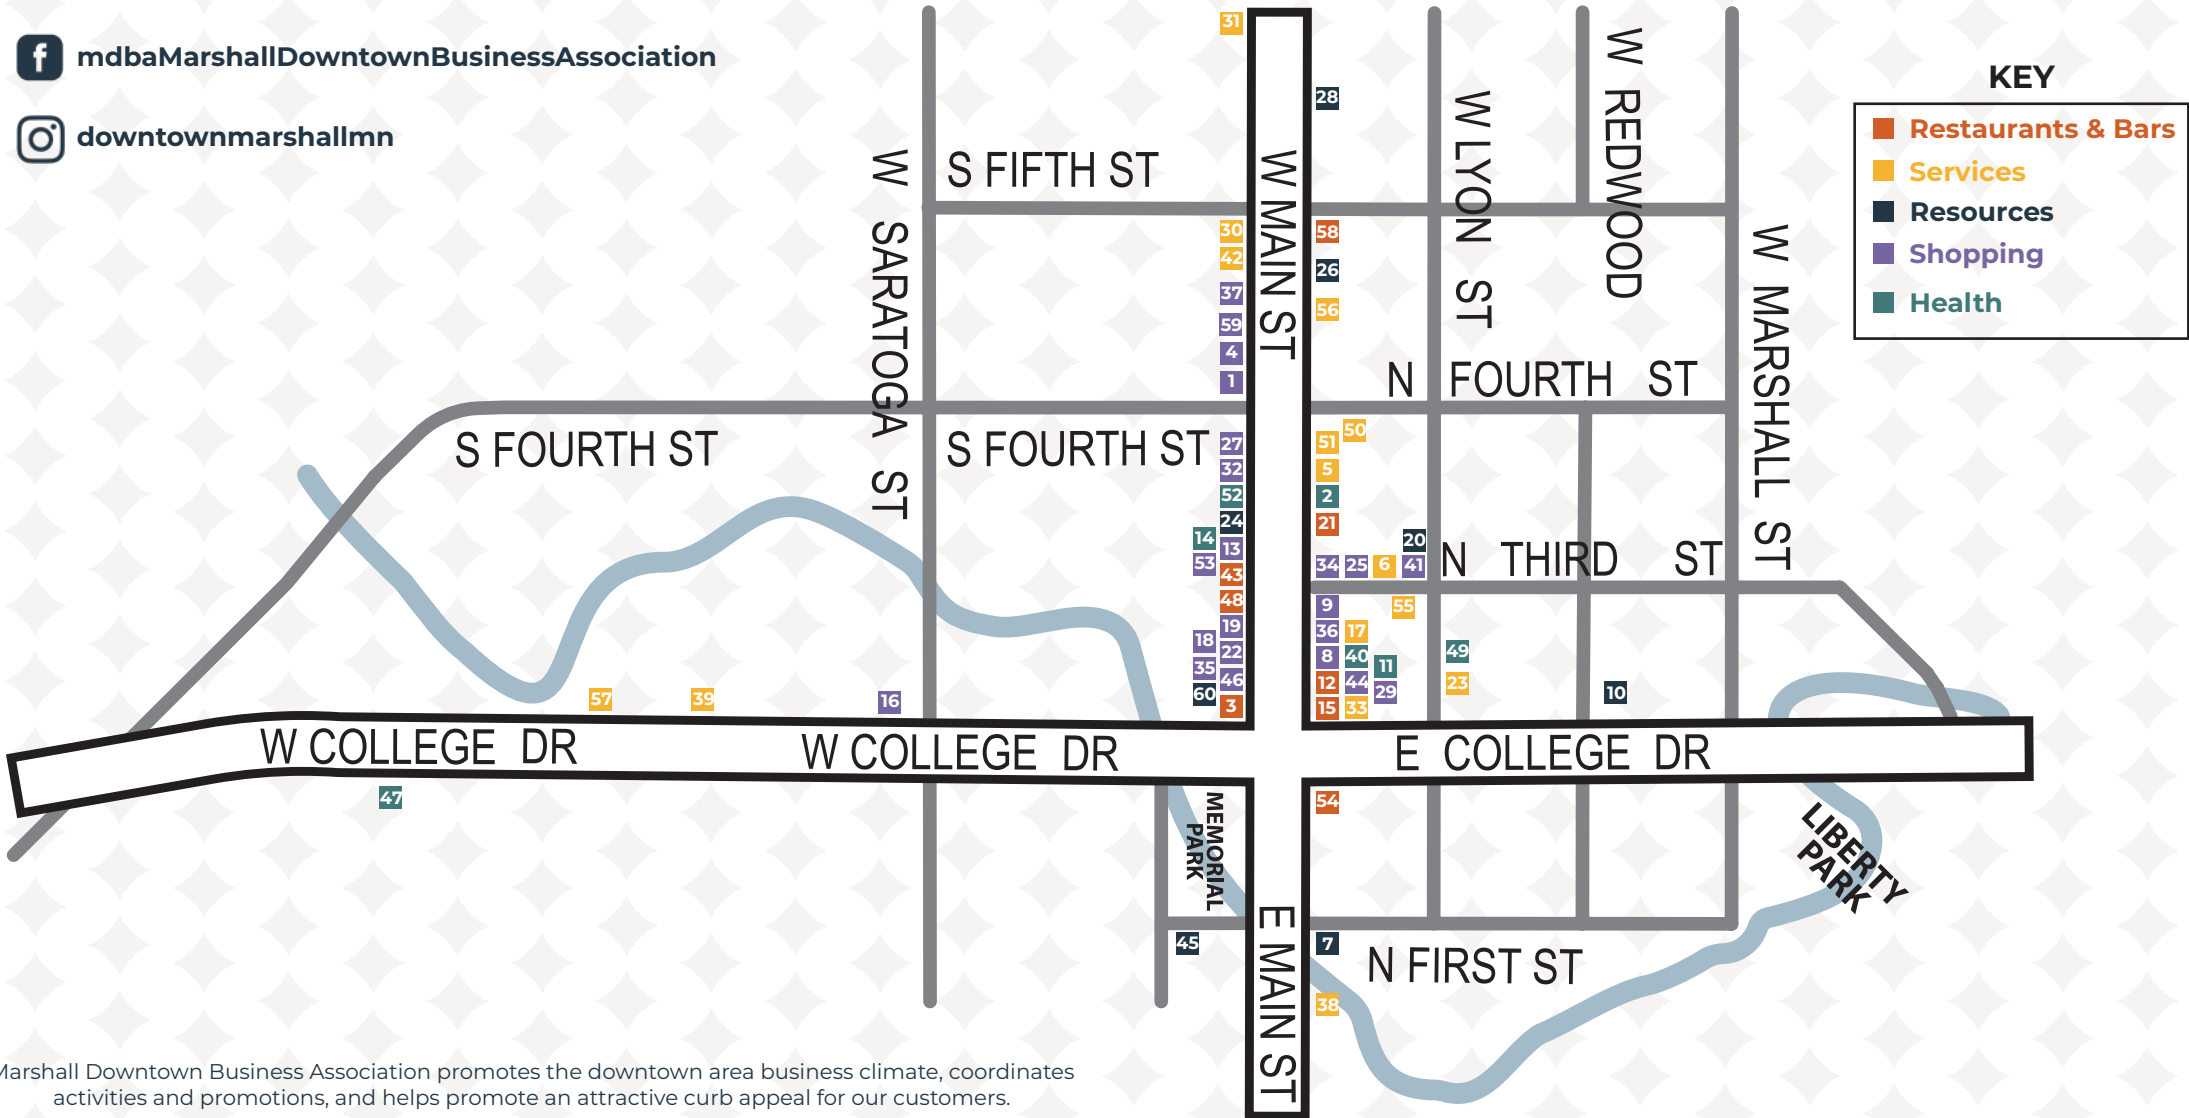 mdbaMarshallDowntownBusinessAssociation
downtownmarshallmn
KEY
Restaurants & Bars
Services
Resources
Shopping
Health
31
28
W SARATOGA ST
S FIFTH ST
W MAIN ST
W LYON ST
W REDWOOD
W MARSHALL ST
30
58
42
26
37
56
59
4
1
N FOURTH ST
S FOURTH ST
S FOURTH ST
27
51
50
32
5
52
2
24
21
14
13
20
53
34
25
6
41
N THIRD ST
43
48
9
55
19
36
17
18
22
8
40
11
49
35
46
12
44
29
23
60
3
15
33
10
57
39
16
W COLLEGE DR
W COLLEGE DR
E COLLEGE DR
47
54
MEMORIAL
PARK
LIBERTY
PARK
E MAIN ST
45
7
N FIRST ST
38
Marshall Downtown Business Association promotes the downtown area business climate, coordinates
activities and promotions, and helps promote an attractive curb appeal for our customers.